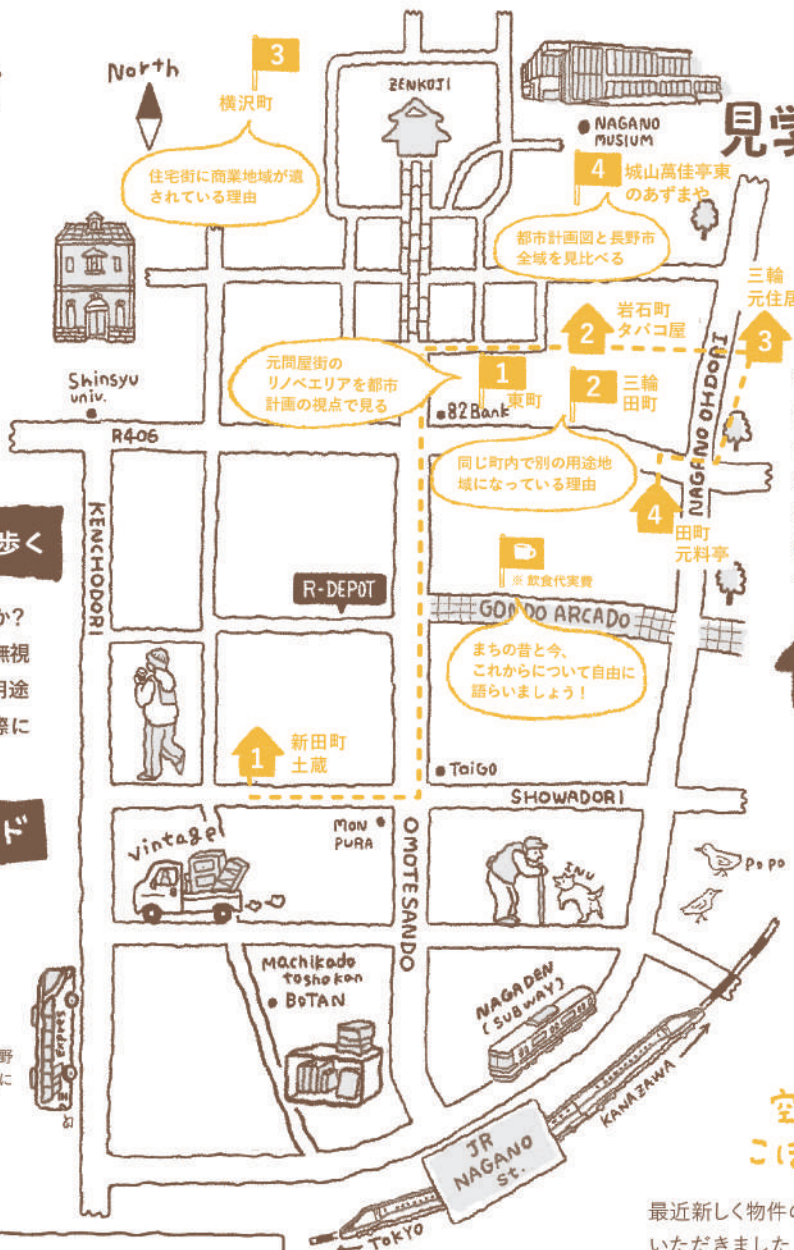 North
3
横沢町
住宅街に商業地域が遺
されている理由
ZENKOJI
NAGANO
MUSIUM
見学
4
城山萬佳亭東
のあずまや
都市計画図と長野市
全域を見比べる
三輪
元住居
3
岩石町
タバコ屋
2
元問屋街の
リノベエリアを都市
計画の視点で見る
1
東町
2
三輪
田町
82Bank
Shinsyu
univ.
R406
同じ町内で別の用途地
域になっている理由
NAGANO OHDORI
4
田町
元料亭
KENCHODORI
歩く
か?
無視
用途
際に
ド
R-DEPOT
※飲食代実費
GONDO ARCADO
まちの昔と今、
これからについて自由に
語らいましょう!
1
新田町
土蔵
TOiGO
SHOWADORI
MON
PURA
OMOTESANDO
vintage
INU
PoPo
Machikado
toshokan
BOTAN
NAGADEN
(SUBWAY)
express
野
に
KANAZAWA
JR
NAGANO
St.
TOKYO
空
こぼ
最近新しく物件の
いただきました